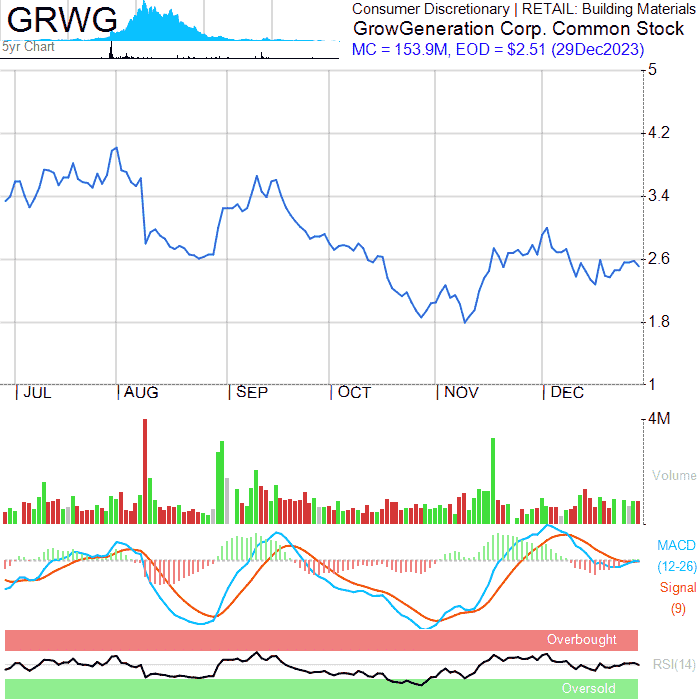 GRWG
5yr Chart
Consumer Discretionary | RETAIL: Building Materials
GrowGeneration Corp. Common Stock
MC = 153.9M, EOD = $2.51 (29Dec2023)
5
4.2
3.4
2.6
1.8
1
|JUL |AUG |SEP |OCT |NOV |DEC
4M
Volume
MACD
(12-26)
Signal
(9)
Overbought
RSI(14)
Oversold